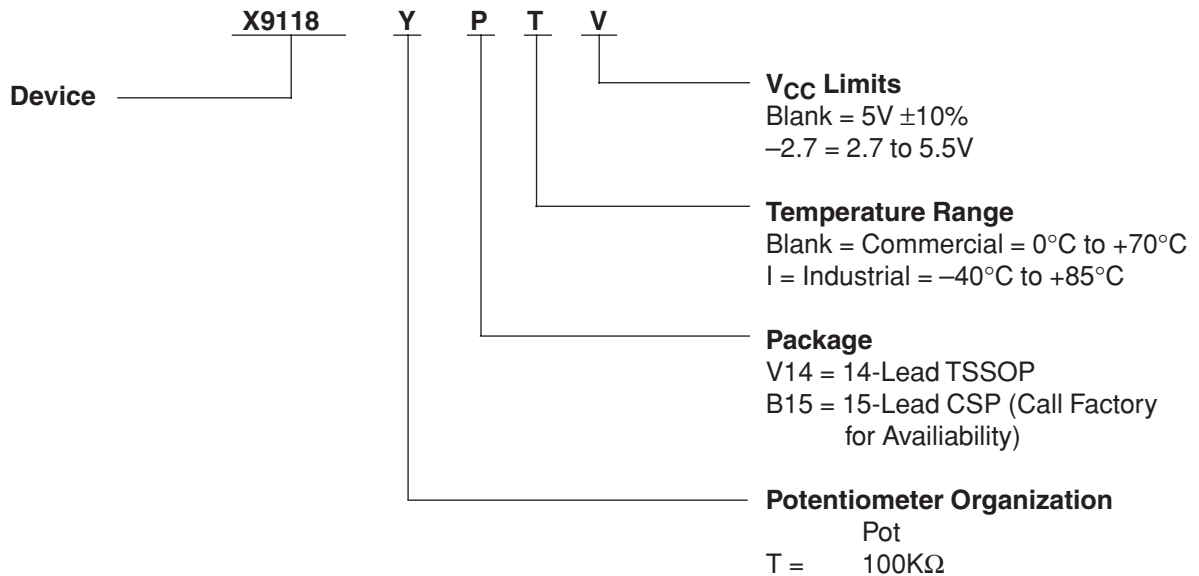 X9118 Y P T V
Device
V_CC Limits
Blank = 5V ±10%
–2.7 = 2.7 to 5.5V
Temperature Range
Blank = Commercial = 0°C to +70°C
I = Industrial = –40°C to +85°C
Package
V14 = 14-Lead TSSOP
B15 = 15-Lead CSP (Call Factory
for Availiability)
Potentiometer Organization
Pot
T = 100KΩ